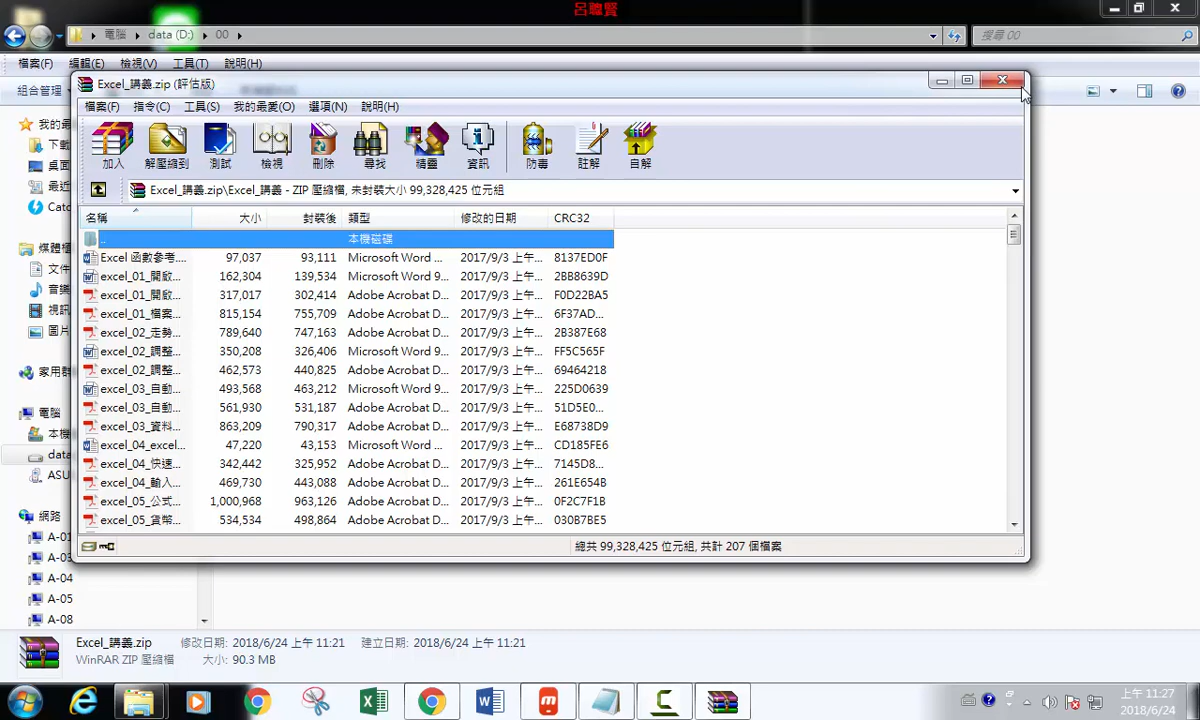 呂聰賢
電腦 data (D:) 00 搜尋 00
檔案(F) 編輯(E) 檢視(V) 工具(T) 說明(H)
組合管理
Excel_講義.zip (評估版)
檔案(F) 指令(C) 工具(S) 我的最愛(O) 選項(N) 說明(H)
加入 解壓縮到 測試 檢視 刪除 尋找 精靈 資訊 防毒 註解 自解
Excel_講義.zip\Excel_講義 - ZIP 壓縮檔, 未封裝大小 99,328,425 位元組
名稱 大小 封裝後 類型 修改的日期 CRC32
.. 本機磁碟
Excel 函數參考.... 97,037 93,111 Microsoft Word ... 2017/9/3 上午... 8137ED0F
excel_01_開啟... 162,304 139,534 Microsoft Word 9... 2017/9/3 上午... 2BB8639D
excel_01_開啟... 317,017 302,414 Adobe Acrobat D... 2017/9/3 上午... F0D22BA5
excel_01_檔案... 815,154 755,709 Adobe Acrobat D... 2017/9/3 上午... 6F37AD...
excel_02_走勢... 789,640 747,163 Adobe Acrobat D... 2017/9/3 上午... 2B387E68
excel_02_調整... 350,208 326,406 Microsoft Word 9... 2017/9/3 上午... FF5C565F
excel_02_調整... 462,573 440,825 Adobe Acrobat D... 2017/9/3 上午... 69464218
excel_03_自動... 493,568 463,212 Microsoft Word 9... 2017/9/3 上午... 225D0639
excel_03_自動... 561,930 531,187 Adobe Acrobat D... 2017/9/3 上午... 51D5E0...
excel_03_資料... 863,209 790,317 Adobe Acrobat D... 2017/9/3 上午... E68738D9
excel_04_excel... 47,220 43,153 Microsoft Word ... 2017/9/3 上午... CD185FE6
excel_04_快速... 342,442 325,952 Adobe Acrobat D... 2017/9/3 上午... 7145D8...
excel_04_輸入... 469,730 443,088 Adobe Acrobat D... 2017/9/3 上午... 261E654B
excel_05_公式... 1,000,968 963,126 Adobe Acrobat D... 2017/9/3 上午... 0F2C7F1B
excel_05_貨幣... 534,534 498,864 Adobe Acrobat D... 2017/9/3 上午... 030B7BE5
總共 99,328,425 位元組, 共計 207 個檔案
我的最
下載
桌面
最近
媒體櫃
文件
音樂
視訊
圖片
家用群
電腦
本機
data
ASU
網路
A-01
A-03
A-04
A-05
A-08
Excel_講義.zip 修改日期: 2018/6/24 上午 11:21 建立日期: 2018/6/24 上午 11:21
WinRAR ZIP 壓縮檔 大小: 90.3 MB
上午 11:27
2018/6/24